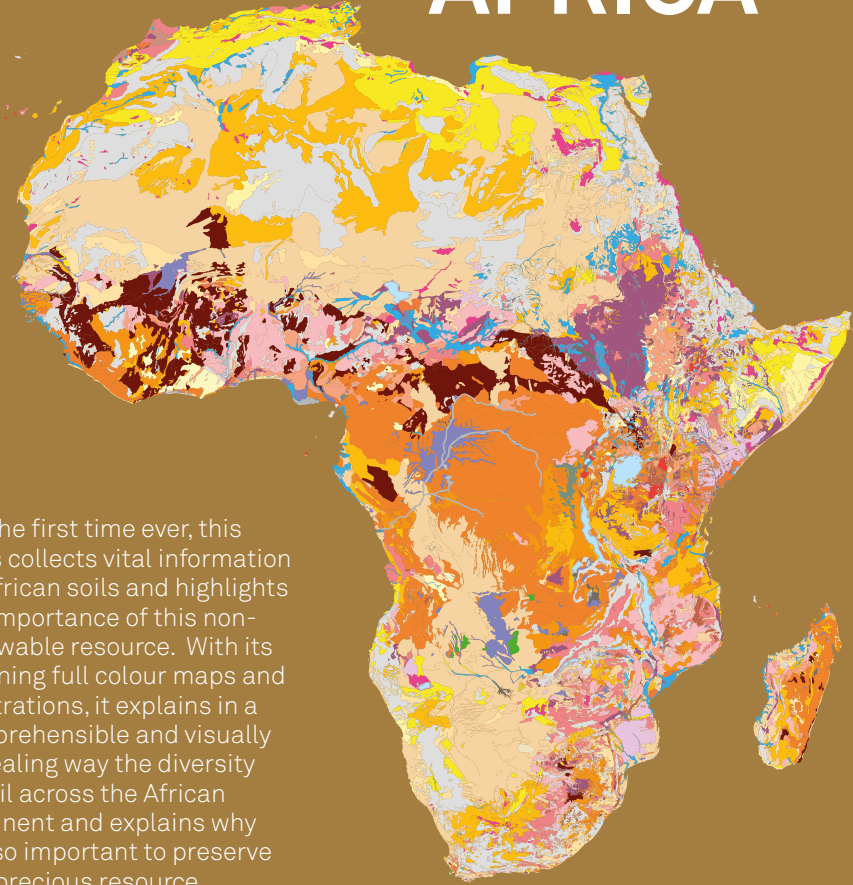 AFRICA
he first time ever, this
s collects vital information
frican soils and highlights
mportance of this non-
wable resource. With its
ning full colour maps and
trations, it explains in a
prehensible and visually
ealing way the diversity
il across the African
nent and explains why
so important to preserve
precious resource